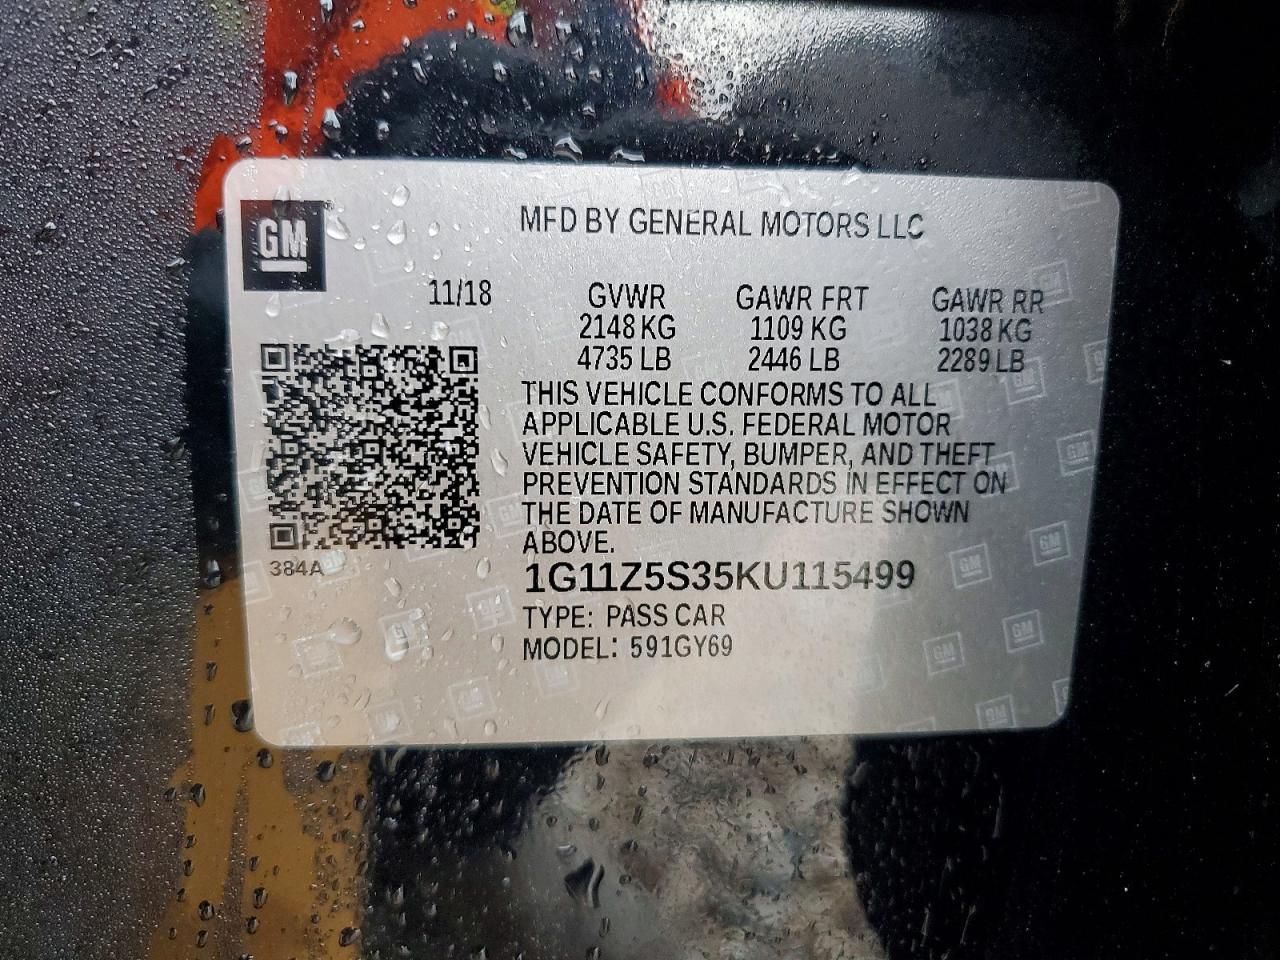 GM
MFD BY GENERAL MOTORS LLC
11/18 GVWR GAWR FRT GAWR RR
2148 KG 1109 KG 1038 KG
4735 LB 2446 LB 2289 LB
THIS VEHICLE CONFORMS TO ALL
APPLICABLE U.S. FEDERAL MOTOR
VEHICLE SAFETY, BUMPER, AND THEFT
PREVENTION STANDARDS IN EFFECT ON
THE DATE OF MANUFACTURE SHOWN
ABOVE.
384A
1G11Z5S35KU115499
TYPE: PASS CAR
MODEL: 591GY69